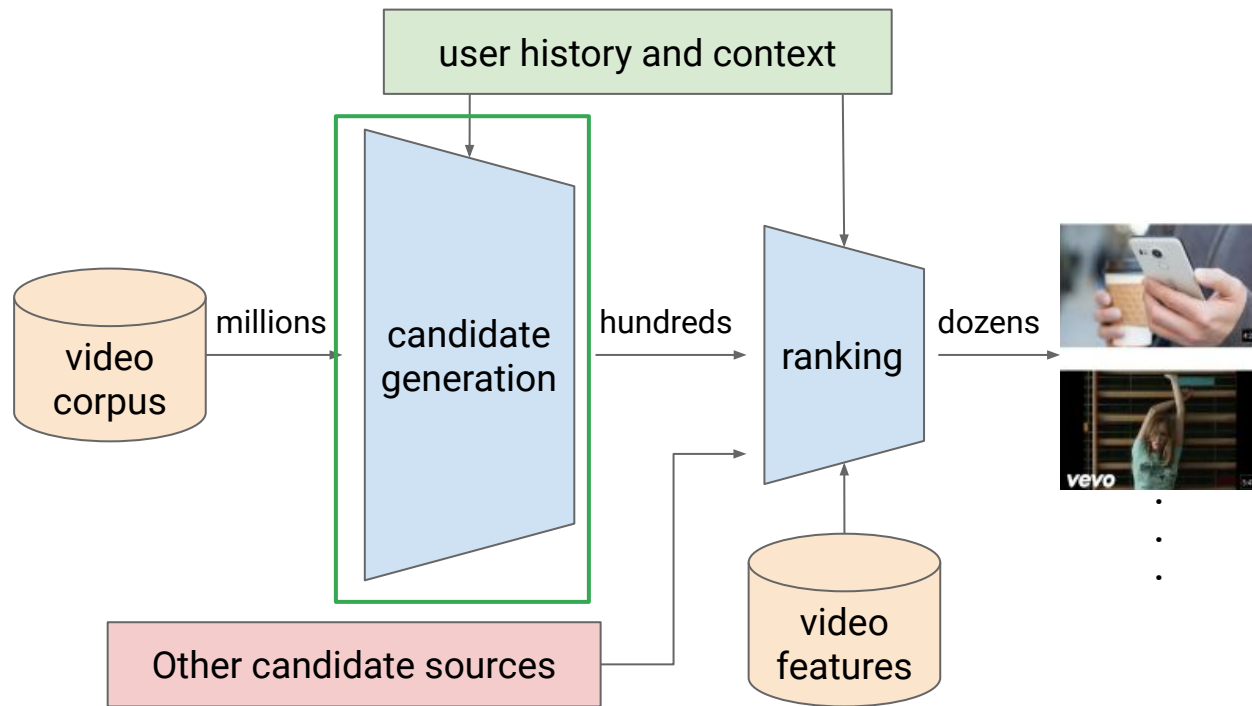 user history and context
millions
hundreds
dozens
video
corpus
candidate
generation
ranking
vevo
Other candidate sources
video
features